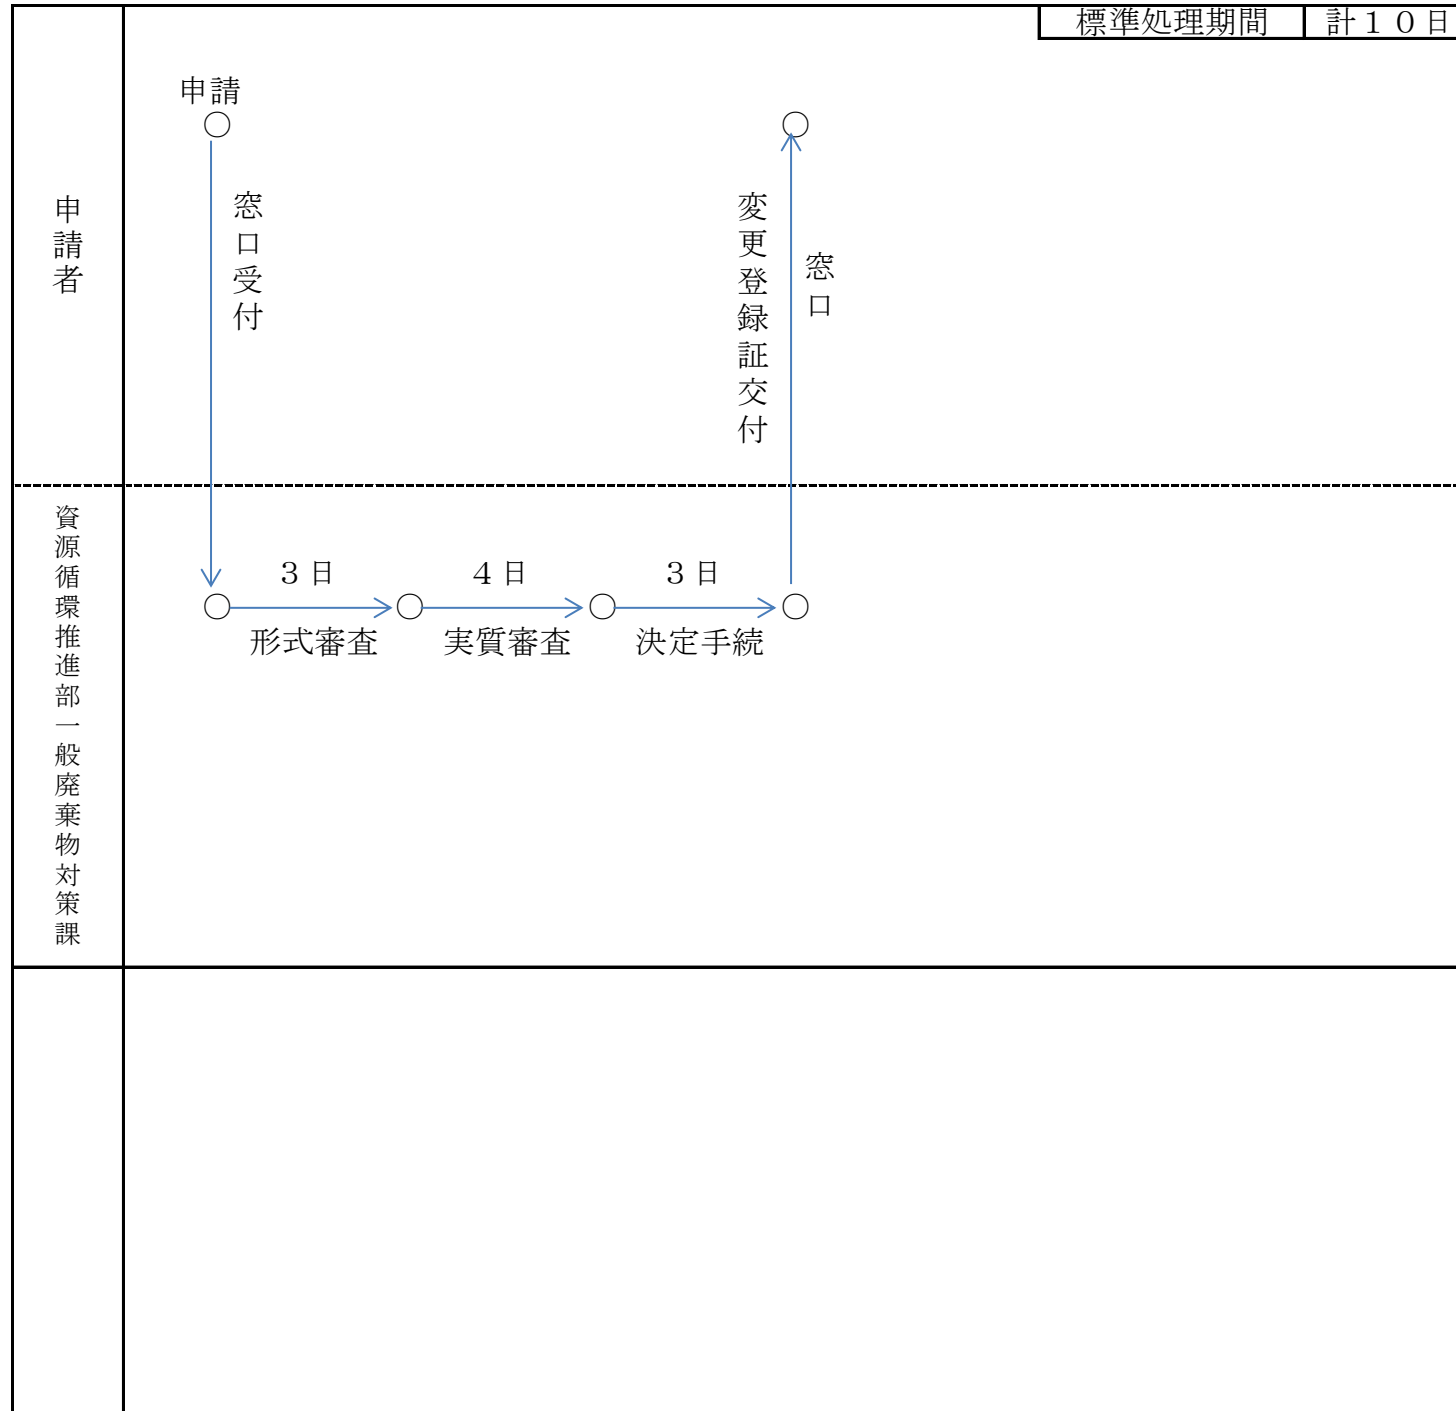 標準処理期間 計１０日
申請
申請者
窓口受付
変更登録証交付
窓口
資源循環推進部一般廃棄物対策課
３日 ４日 ３日
形式審査 実質審査 決定手続